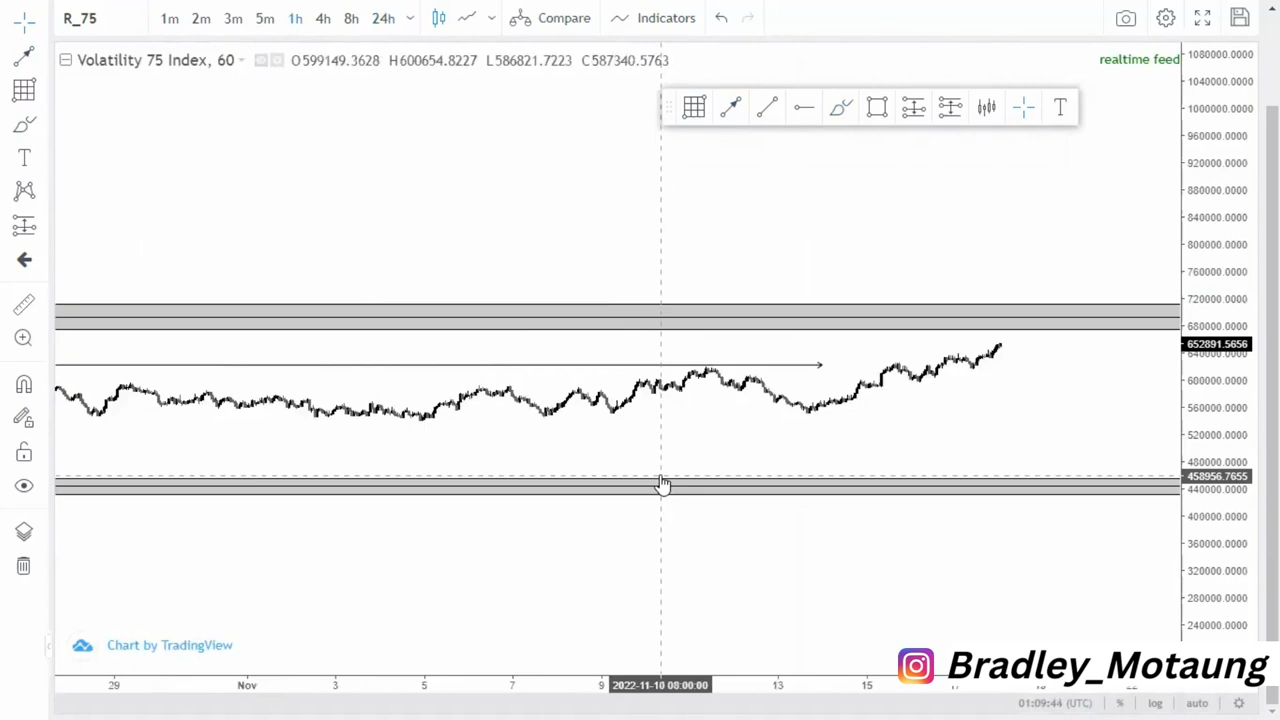 R_75 1m 2m 3m 5m 1h 4h 8h 24h Compare Indicators
Volatility 75 Index, 60 O599149.3628 H600654.8227 L586821.7223 C587340.5763
realtime feed
T
T
1080000.0000
1040000.0000
1000000.0000
960000.0000
920000.0000
880000.0000
840000.0000
800000.0000
760000.0000
720000.0000
680000.0000
652891.5656
640000.0000
600000.0000
560000.0000
520000.0000
480000.0000
458956.7655
440000.0000
400000.0000
360000.0000
320000.0000
280000.0000
240000.0000
Chart by TradingView
Bradley_Motaung
29 Nov 3 5 7 9 2022-11-10 08:00:00 13 15
01:09:44 (UTC) % log auto